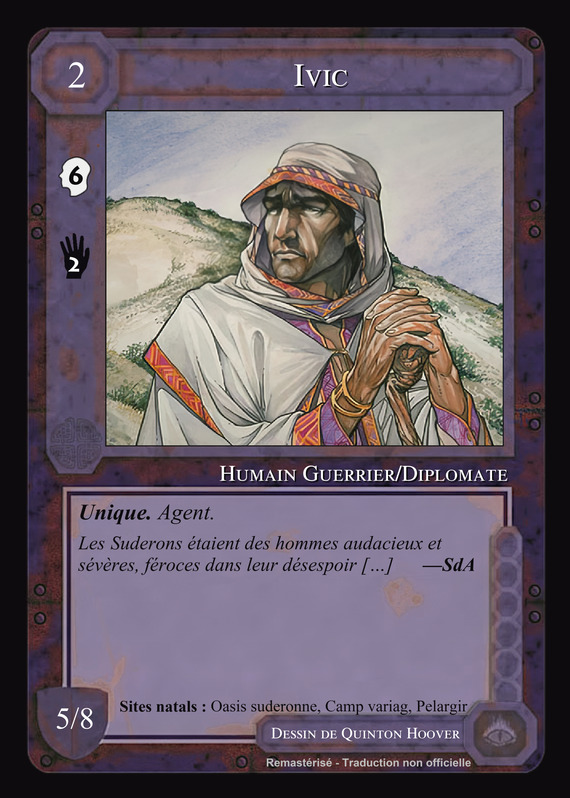 2
Ivic
6
2
Humain Guerrier/Diplomate
Unique. Agent.
Les Suderons étaient des hommes audacieux et
sévères, féroces dans leur désespoir [...] —SdA
Sites natals : Oasis suderonne, Camp variag, Pelargir
5/8
Dessin de Quinton Hoover
Remastérisé - Traduction non officielle